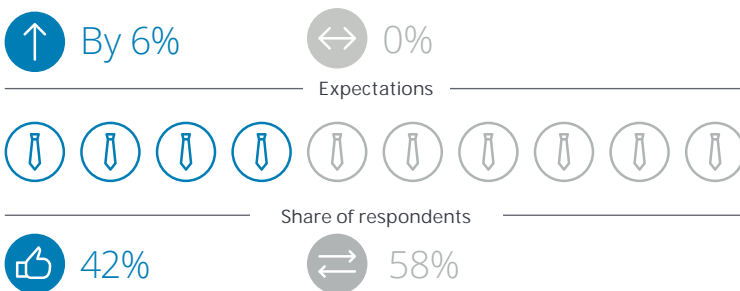 By 6% 0%
Expectations
Share of respondents
42% 58%